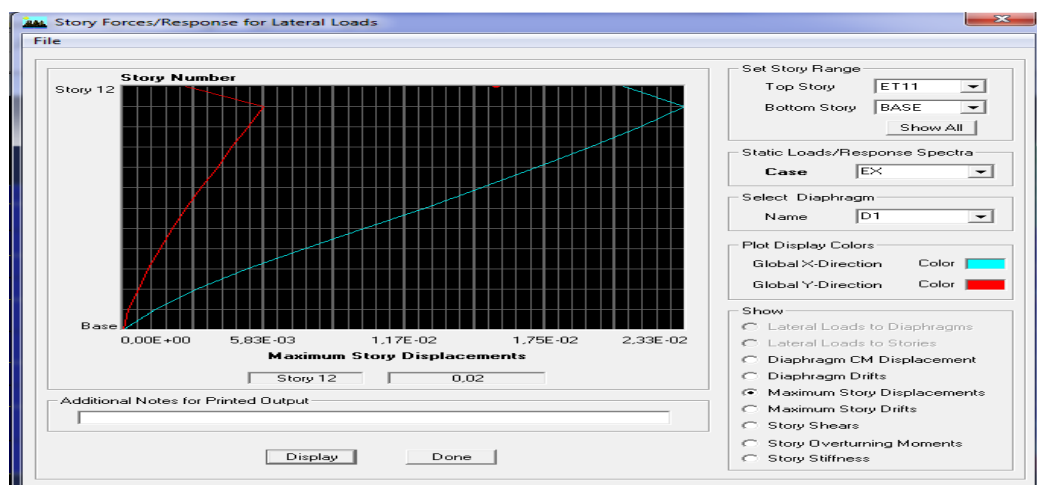 Story Forces/Response for Lateral Loads
File
Story Number
Story 12
Base
0,00E+00 5,83E-03 1,17E-02 1,75E-02 2,33E-02
Maximum Story Displacements
Story 12 0,02
Additional Notes for Printed Output
Display Done
Set Story Range
Top Story ET11
Bottom Story BASE
Show All
Static Loads/Response Spectra
Case EX
Select Diaphragm
Name D1
Plot Display Colors
Global X-Direction Color
Global Y-Direction Color
Show
Lateral Loads to Diaphragms
Lateral Loads to Stories
Diaphragm CM Displacement
Diaphragm Drifts
Maximum Story Displacements
Maximum Story Drifts
Story Shears
Story Overturning Moments
Story Stiffness